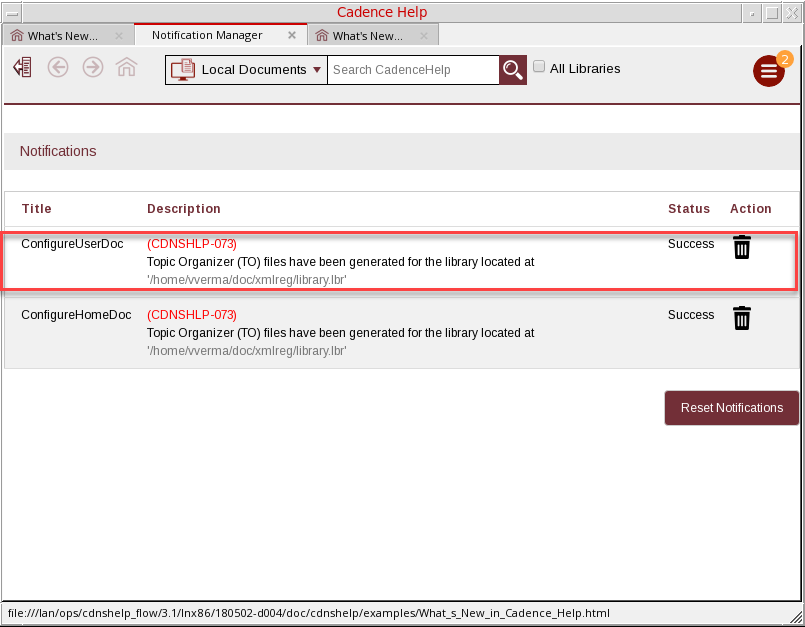 Cadence Help
What's New...
Notification Manager
What's New...
Local Documents
Search CadenceHelp
All Libraries
2
Notifications
Title Description Status Action
ConfigureUserDoc (CDNSHLP-073) Success
Topic Organizer (TO) files have been generated for the library located at
'/home/vverma/doc/xmlreg/library.lbr'
ConfigureHomeDoc (CDNSHLP-073) Success
Topic Organizer (TO) files have been generated for the library located at
'/home/vverma/doc/xmlreg/library.lbr'
Reset Notifications
file:///lan/ops/cdnshelp_flow/3.1/lnx86/180502-d004/doc/cdnshelp/examples/What_s_New_in_Cadence_Help.html